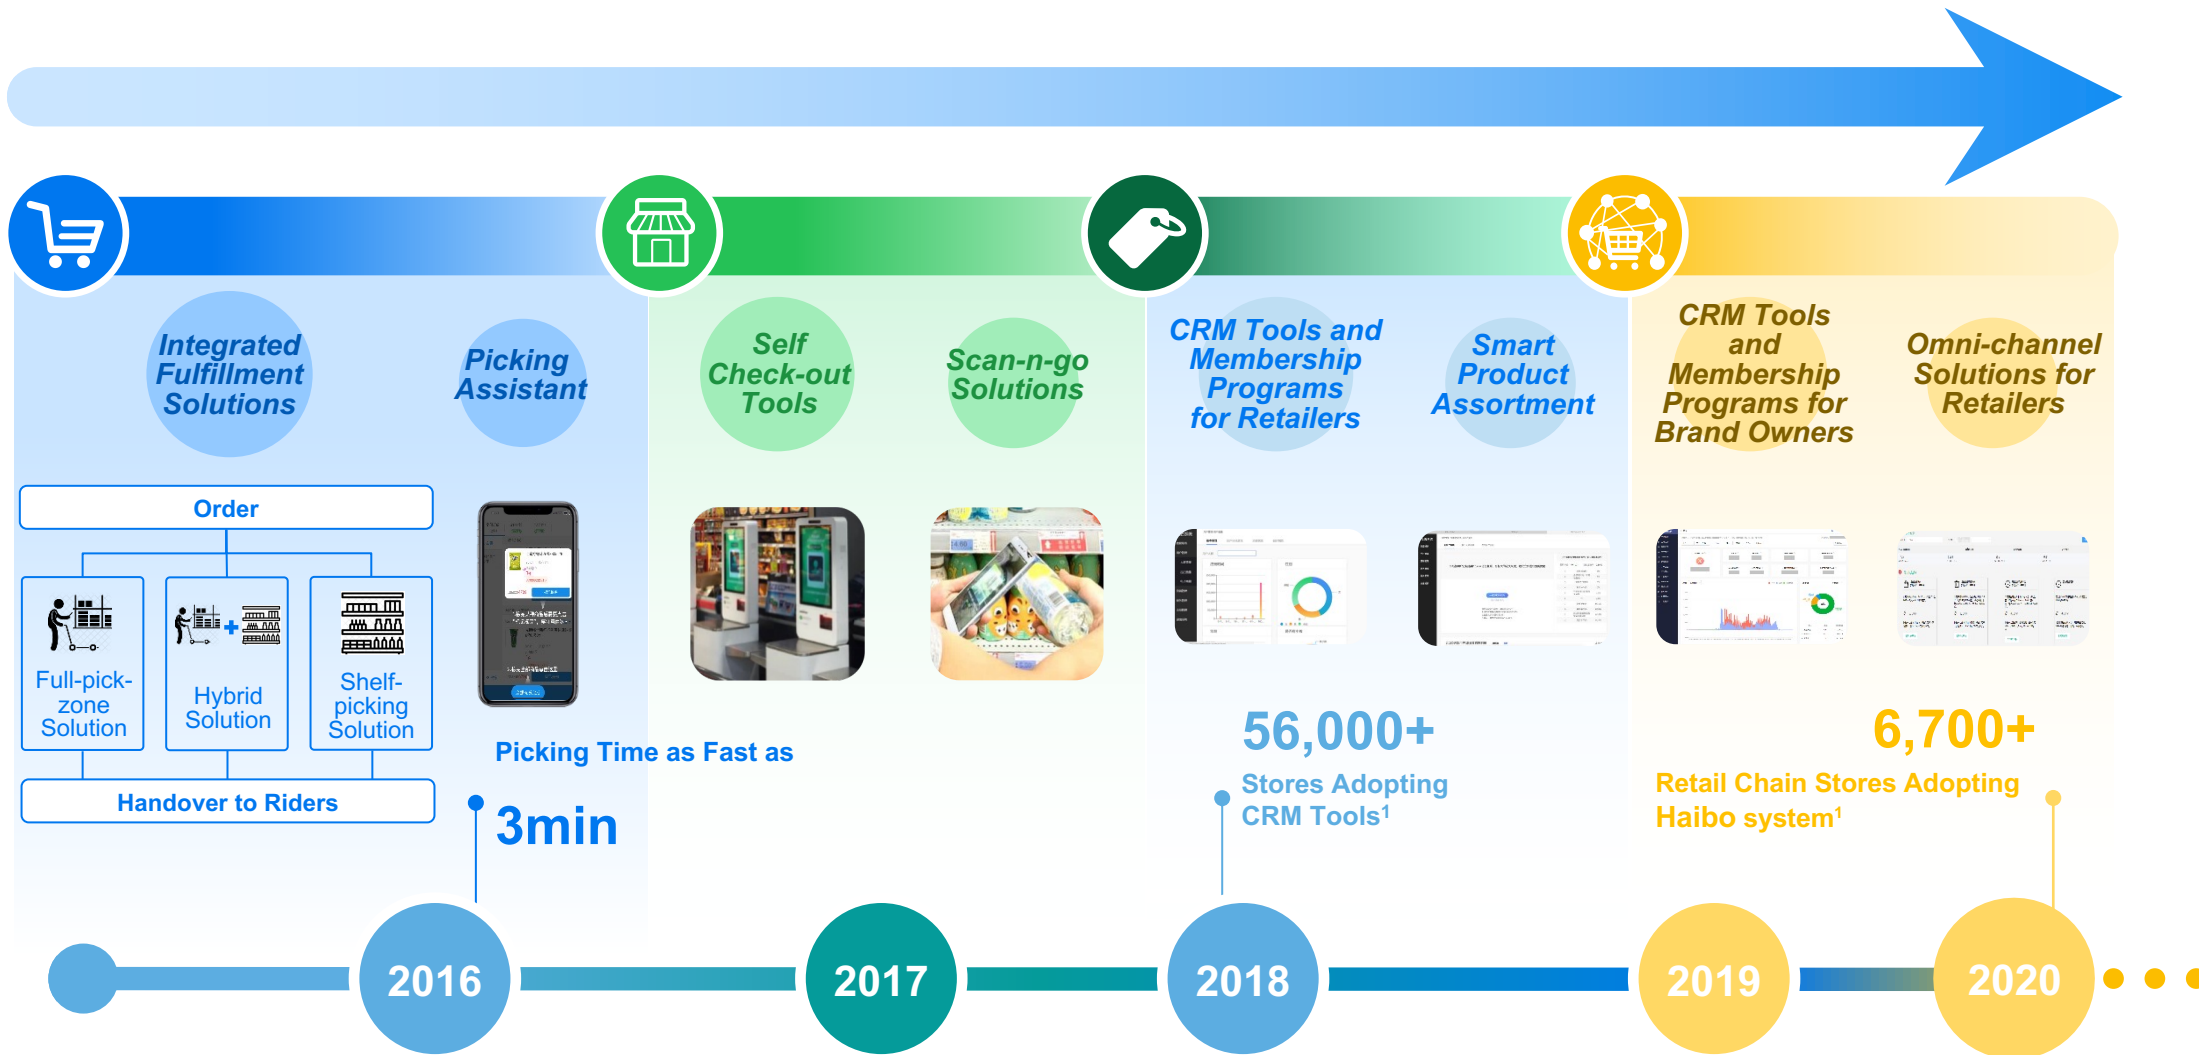 Integrated
Fulfillment
Solutions
Picking
Assistant
Self
Check-out
Tools
Scan-n-go
Solutions
CRM Tools and
Membership
Programs
for Retailers
Smart
Product
Assortment
CRM Tools
and
Membership
Programs for
Brand Owners
Omni-channel
Solutions for
Retailers
Order
Full-pick-
zone
Solution
Hybrid
Solution
Shelf-
picking
Solution
Handover to Riders
Picking Time as Fast as
3min
56,000+
Stores Adopting
CRM Tools1
6,700+
Retail Chain Stores Adopting
Haibo system1
2016
2017
2018
2019
2020